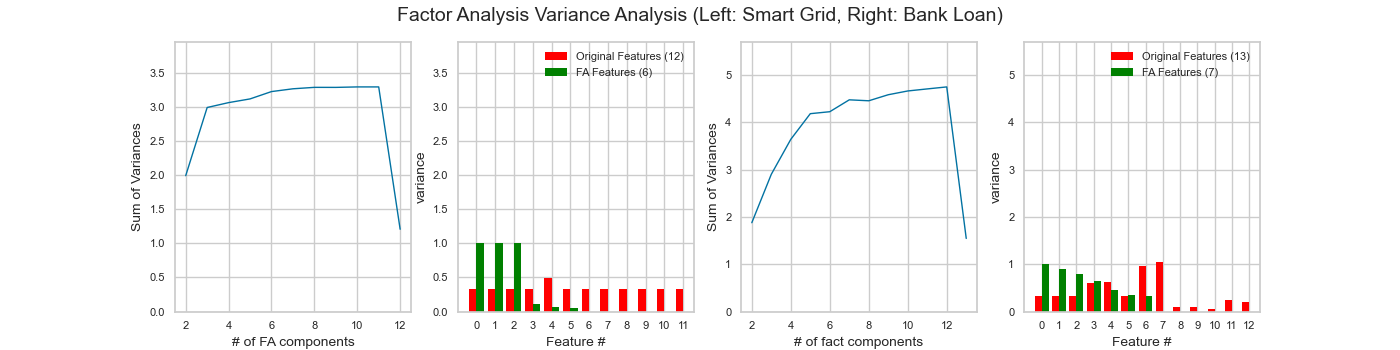 Factor Analysis Variance Analysis (Left: Smart Grid, Right: Bank Loan)
Sum of Variances
3.5
3.0
2.5
2.0
1.5
1.0
0.5
0.0
2 4 6 8 10 12
# of FA components
variance
3.5
3.0
2.5
2.0
1.5
1.0
0.5
0.0
Original Features (12)
FA Features (6)
0 1 2 3 4 5 6 7 8 9 10 11
Feature #
Sum of Variances
5
4
3
2
1
0
2 4 6 8 10 12
# of fact components
variance
5
4
3
2
1
0
Original Features (13)
FA Features (7)
0 1 2 3 4 5 6 7 8 9 10 11 12
Feature #